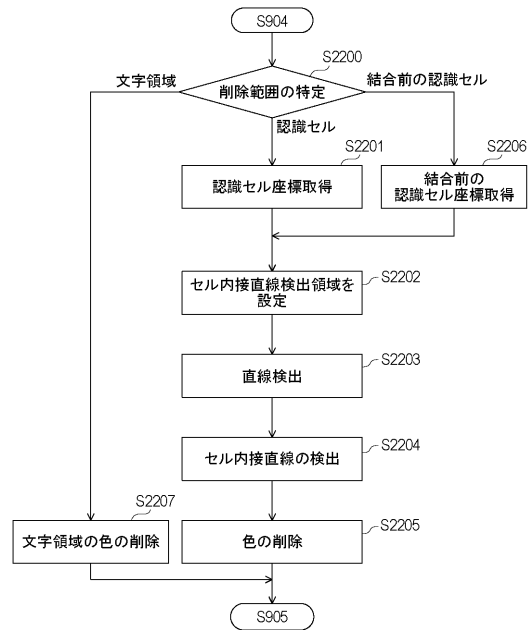 S904
S2200
文字領域
削除範囲の特定
結合前の認識セル
認識セル
S2201
S2206
認識セル座標取得
結合前の
認識セル座標取得
S2202
セル内接直線検出領域を
設定
S2203
直線検出
S2204
セル内接直線の検出
S2207
S2205
文字領域の色の削除
色の削除
S905